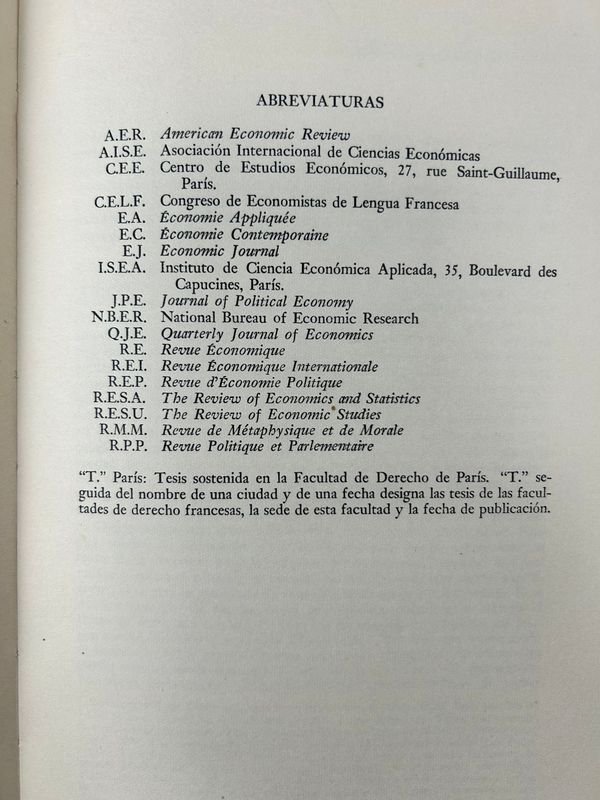 ABREVIATURAS
A.E.R. American Economic Review
A.I.S.E. Asociación Internacional de Ciencias Económicas
C.E.E. Centro de Estudios Económicos, 27, rue Saint-Guillaume,
París.
C.E.L.F. Congreso de Economistas de Lengua Francesa
E.A. Économie Appliquée
E.C. Économie Contemporaine
E.J. Economic Journal
I.S.E.A. Instituto de Ciencia Económica Aplicada, 35, Boulevard des
Capucines, París.
J.P.E. Journal of Political Economy
N.B.E.R. National Bureau of Economic Research
Q.J.E. Quarterly Journal of Economics
R.E. Revue Économique
R.E.I. Revue Économique Internationale
R.E.P. Revue d'Économie Politique
R.E.S.A. The Review of Economics and Statistics
R.E.S.U. The Review of Economic Studies
R.M.M. Revue de Métaphysique et de Morale
R.P.P. Revue Politique et Parlementaire
"T." París: Tesis sostenida en la Facultad de Derecho de París. "T." se-
guida del nombre de una ciudad y de una fecha designa las tesis de las facul-
tades de derecho francesas, la sede de esta facultad y la fecha de publicación.